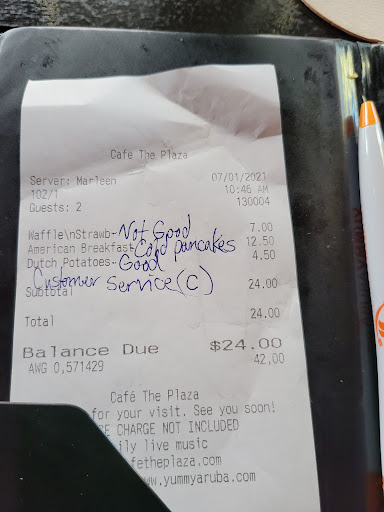 Cafe The Plaza
Server: Marleen 07/01/2021
102/1 10:46 AM
Guests: 2 130004
Waffle\nStrawb- Not Good 7.00
American Breakfast- Cold pancakes 12.50
Dutch Potatoes- Good 4.50
Customer Service (C)
Subtotal 24.00
Total 24.00
Balance Due $24.00
AWG 0,571429 42,00
Café The Plaza
for your visit. See you soon!
CHARGE NOT INCLUDED
ily live music
fetheplaza.com
ww.yummyaruba.com